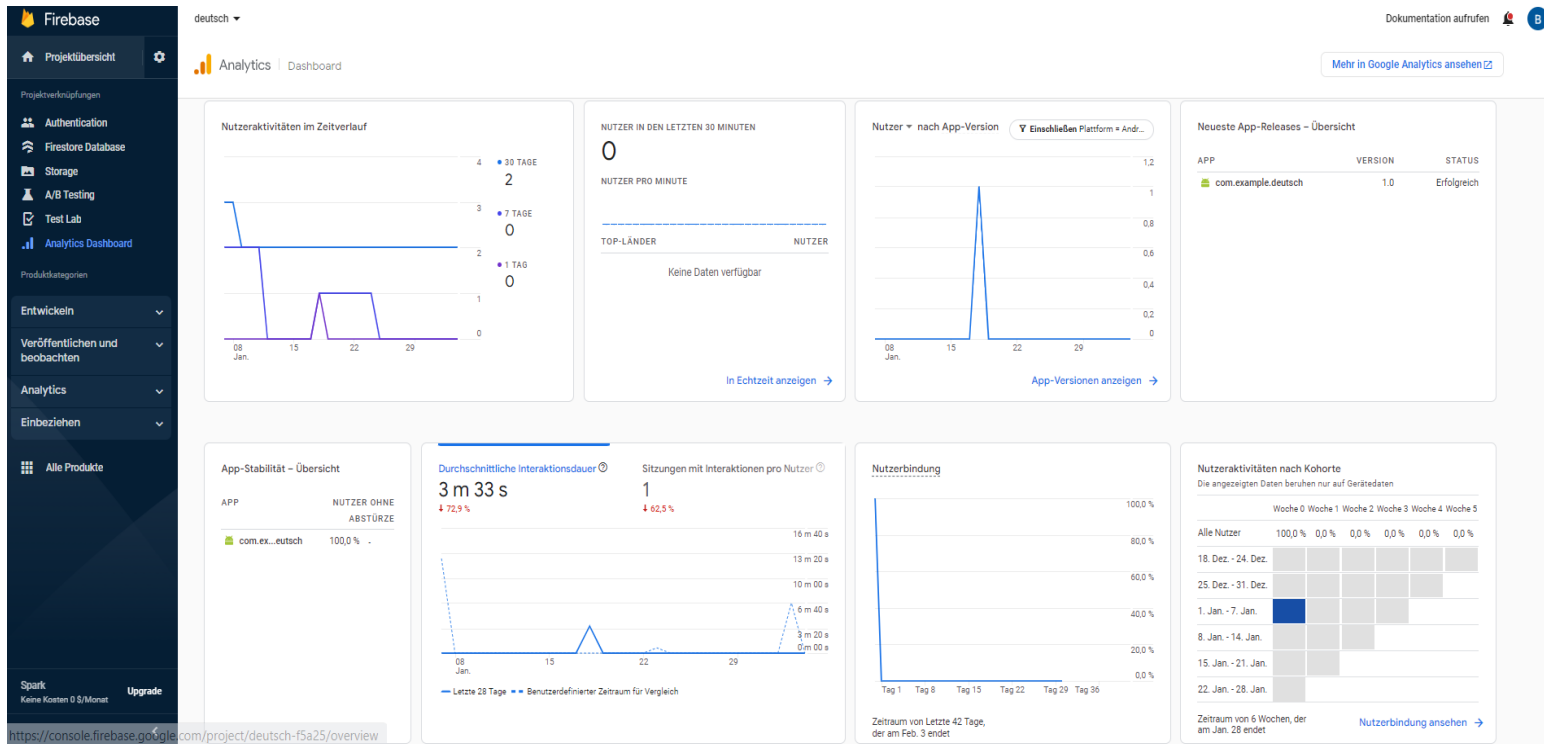 Firebase
deutsch
Dokumentation aufrufen
B
Projektübersicht
Analytics
Dashboard
Mehr in Google Analytics ansehen
Projektverknüpfungen
Authentication
Firestore Database
Storage
A/B Testing
Test Lab
Analytics Dashboard
Produktkategorien
Entwickeln
Veröffentlichen und
beobachten
Analytics
Einbeziehen
Alle Produkte
Spark
Keine Kosten 0 $/Monat
Upgrade
https://console.firebase.google.com/project/deutsch-f5a25/overview
Nutzeraktivitäten im Zeitverlauf
4
3
2
1
0
08
Jan.
15
22
29
30 TAGE
2
7 TAGE
0
1 TAG
0
NUTZER IN DEN LETZTEN 30 MINUTEN
0
NUTZER PRO MINUTE
TOP-LÄNDER NUTZER
Keine Daten verfügbar
In Echtzeit anzeigen
Nutzer nach App-Version
Einschließen Plattform = Andr...
1,2
1
0,8
0,6
0,4
0,2
0
08
Jan.
15
22
29
App-Versionen anzeigen
Neueste App-Releases – Übersicht
APP VERSION STATUS
com.example.deutsch 1.0 Erfolgreich
App-Stabilität – Übersicht
APP NUTZER OHNE
ABSTÜRZE
com.ex...eutsch 100,0 % -
Durchschnittliche Interaktionsdauer
3 m 33 s
72,9 %
Sitzungen mit Interaktionen pro Nutzer
1
62,5 %
16 m 40 s
13 m 20 s
10 m 00 s
6 m 40 s
3 m 20 s
0 m 00 s
08
Jan.
15
22
29
Letzte 28 Tage
Benutzerdefinierter Zeitraum für Vergleich
Nutzerbindung
100,0 %
80,0 %
60,0 %
40,0 %
20,0 %
0,0 %
Tag 1 Tag 8 Tag 15 Tag 22 Tag 29 Tag 36
Zeitraum von Letzte 42 Tage,
der am Feb. 3 endet
Nutzeraktivitäten nach Kohorte
Die angezeigten Daten beruhen nur auf Gerätedaten
Woche 0 Woche 1 Woche 2 Woche 3 Woche 4 Woche 5
Alle Nutzer 100,0 % 0,0 % 0,0 % 0,0 % 0,0 % 0,0 %
18. Dez. - 24. Dez.
25. Dez. - 31. Dez.
1. Jan. - 7. Jan.
8. Jan. - 14. Jan.
15. Jan. - 21. Jan.
22. Jan. - 28. Jan.
Zeitraum von 6 Wochen, der
am Jan. 28 endet
Nutzerbindung ansehen